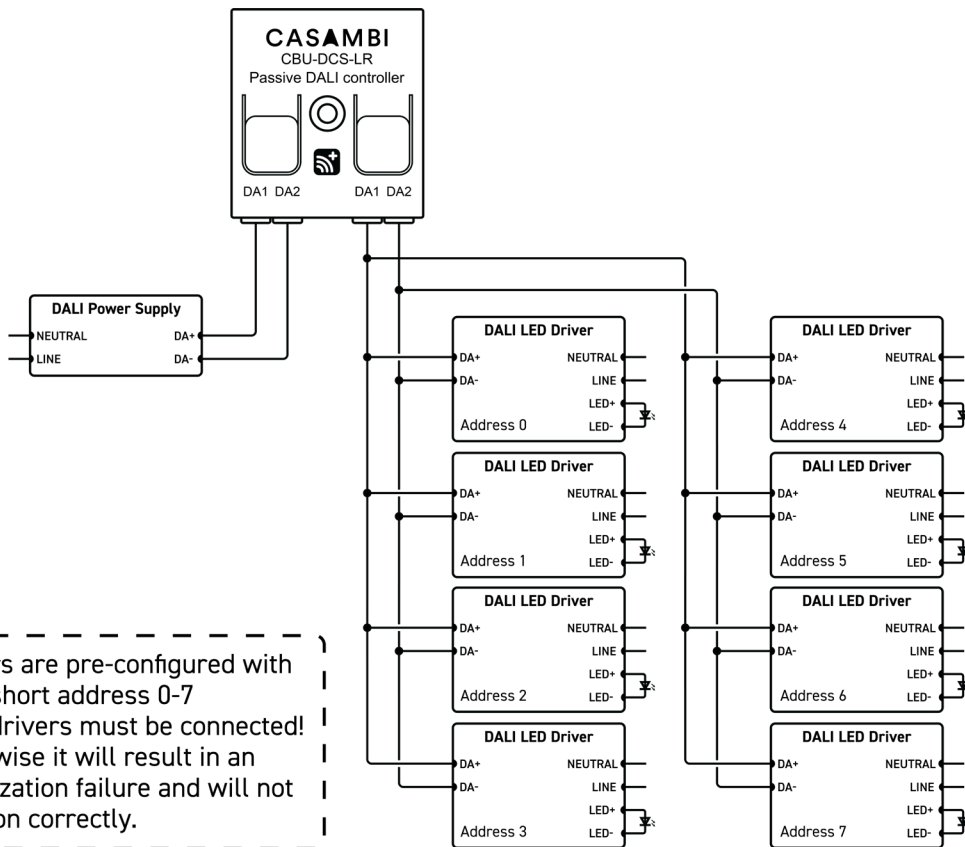 CASAMBI
CBU-DCS-LR
Passive DALI controller
DA1 DA2
DA1 DA2
DALI Power Supply
NEUTRAL
DA+
LINE
DA-
DALI LED Driver
DA+
NEUTRAL
DA-
LINE
LED+
Address 0
LED-
DALI LED Driver
DA+
NEUTRAL
DA-
LINE
LED+
Address 1
LED-
DALI LED Driver
DA+
NEUTRAL
DA-
LINE
LED+
Address 2
LED-
DALI LED Driver
DA+
NEUTRAL
DA-
LINE
LED+
Address 3
LED-
DALI LED Driver
DA+
NEUTRAL
DA-
LINE
LED+
Address 4
LED-
DALI LED Driver
DA+
NEUTRAL
DA-
LINE
LED+
Address 5
LED-
DALI LED Driver
DA+
NEUTRAL
DA-
LINE
LED+
Address 6
LED-
DALI LED Driver
DA+
NEUTRAL
DA-
LINE
LED+
Address 7
LED-
are pre-configured with
short address 0-7
drivers must be connected!
it will result in an
failure and will not
correctly.